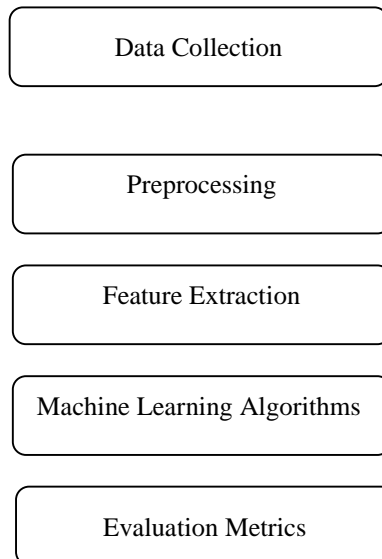 Data Collection
Preprocessing
Feature Extraction
Machine Learning Algorithms
Evaluation Metrics